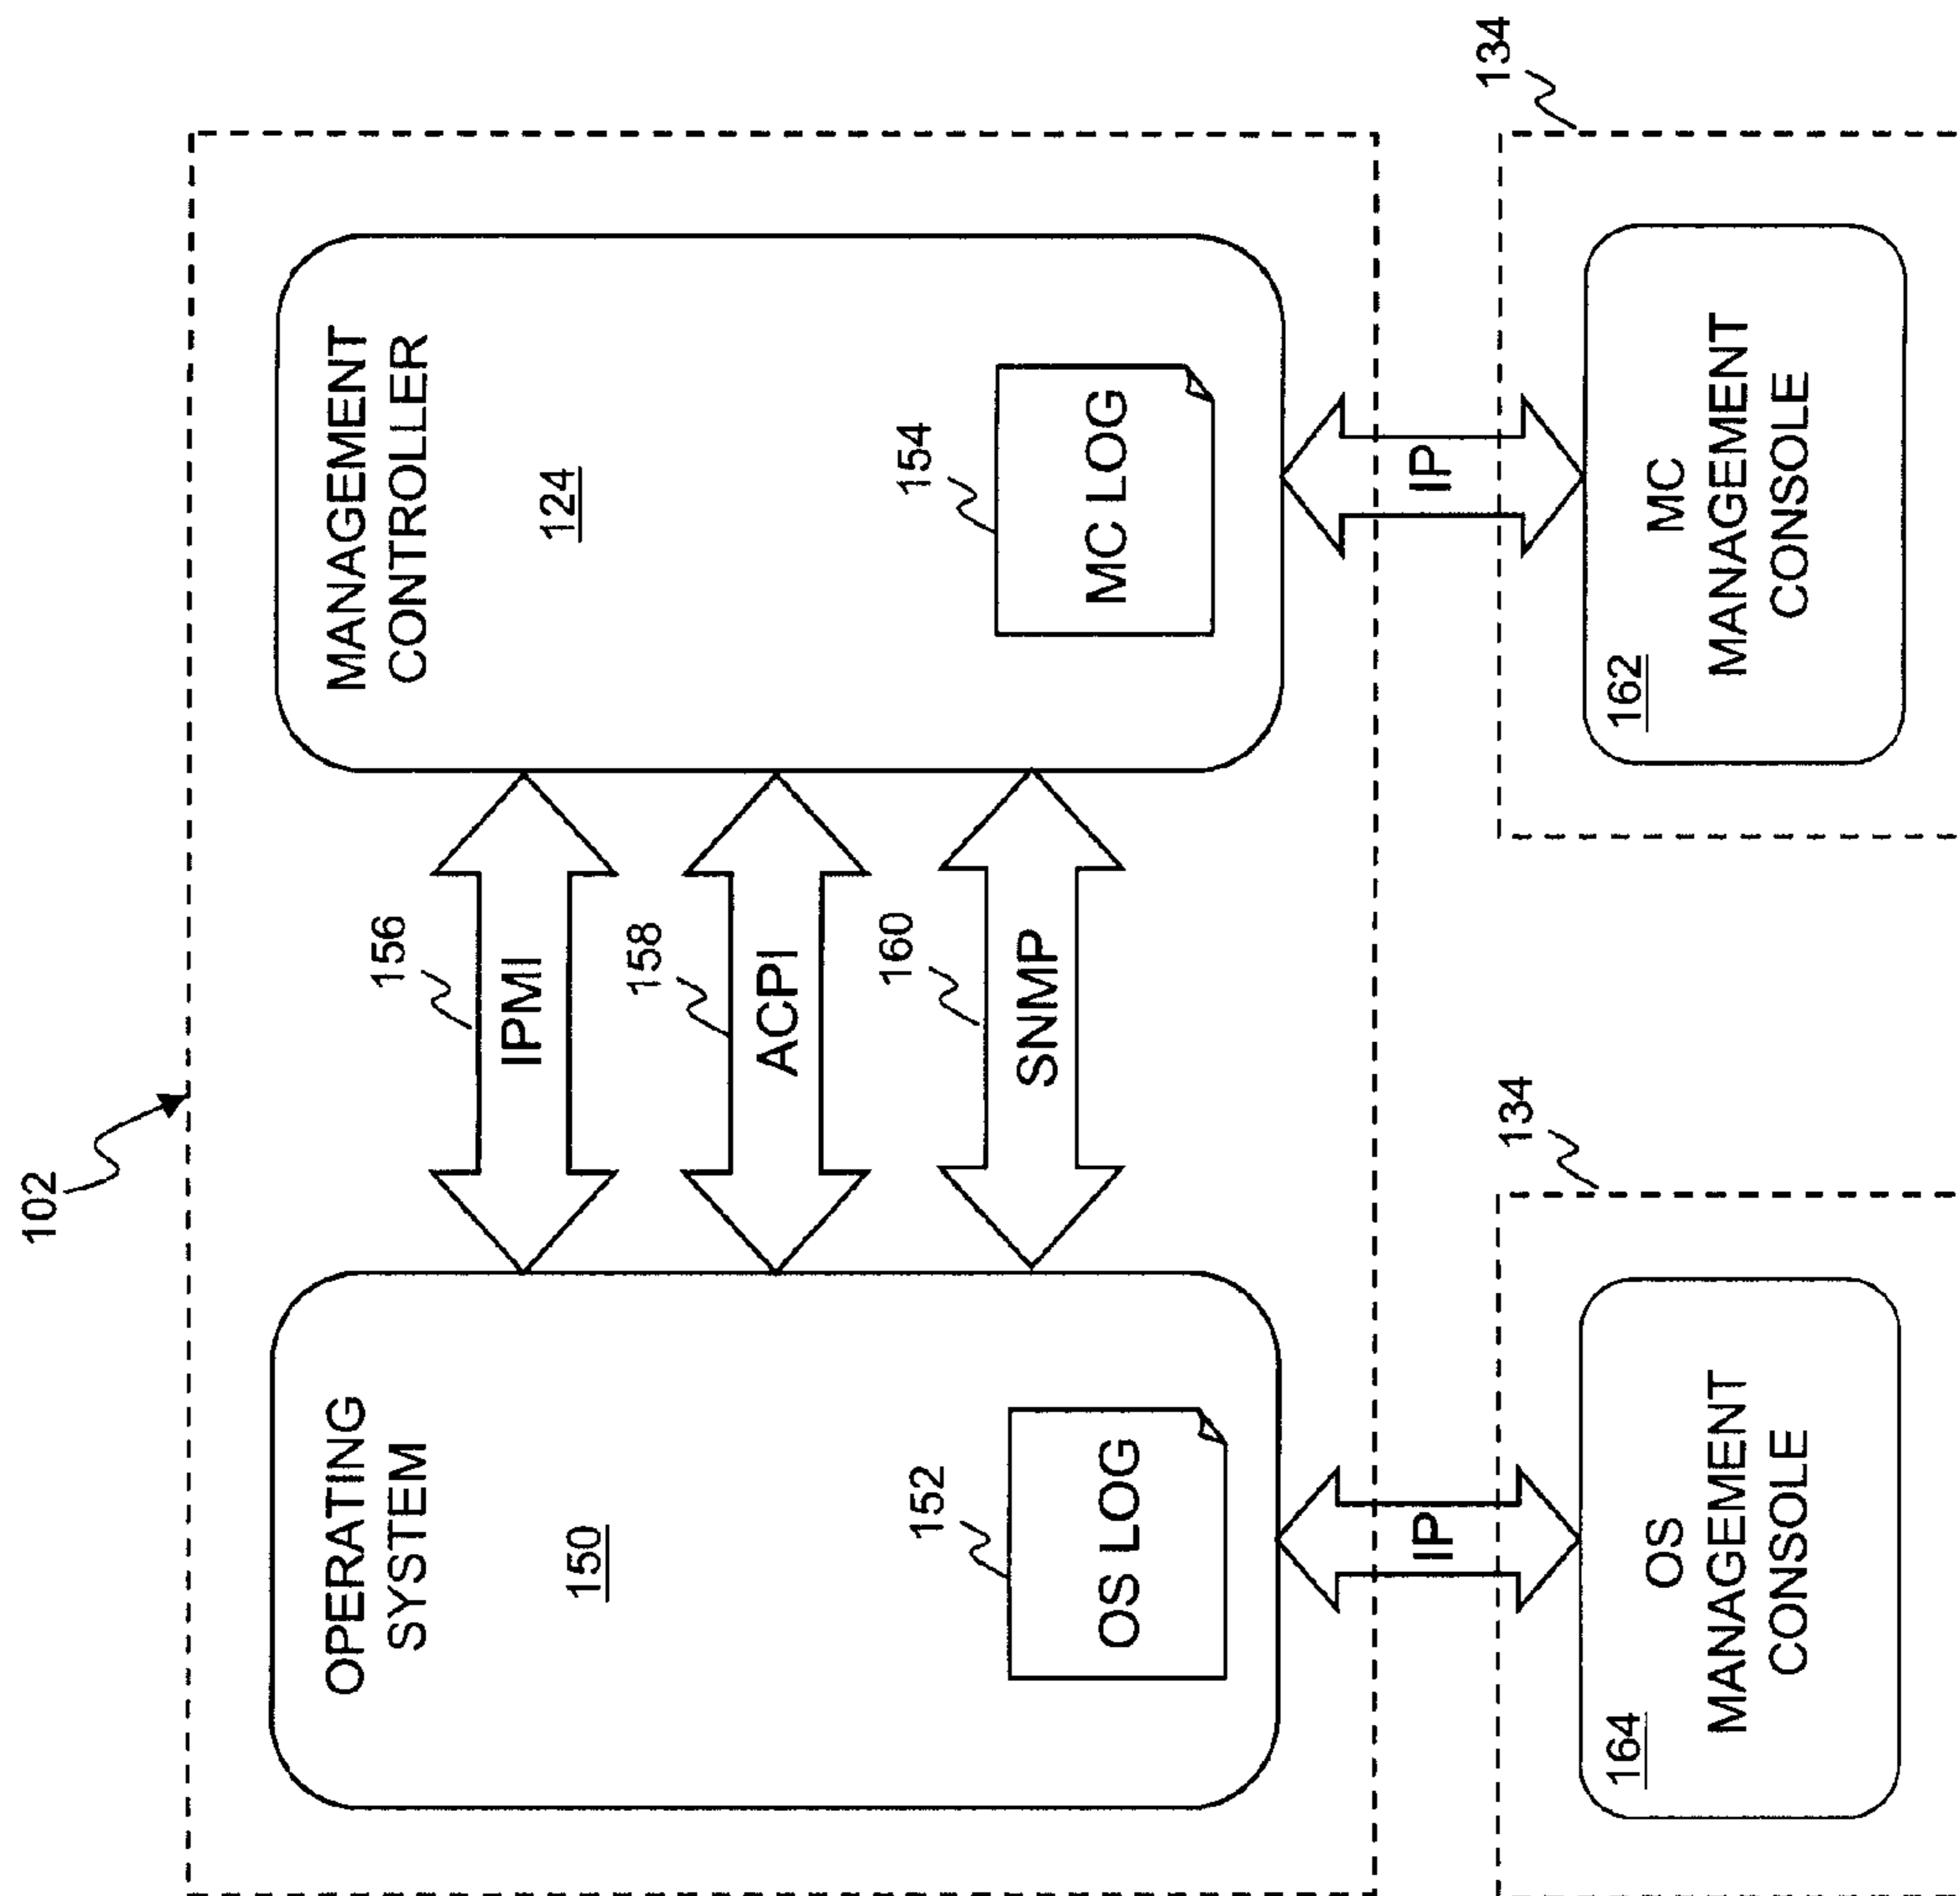 102
OPERATING
SYSTEM
150
152
OS LOG
156
IPMI
158
ACPI
160
SNMP
MANAGEMENT
CONTROLLER
124
154
MC LOG
IP
IP
134
164
OS
MANAGEMENT
CONSOLE
134
162
MC
MANAGEMENT
CONSOLE